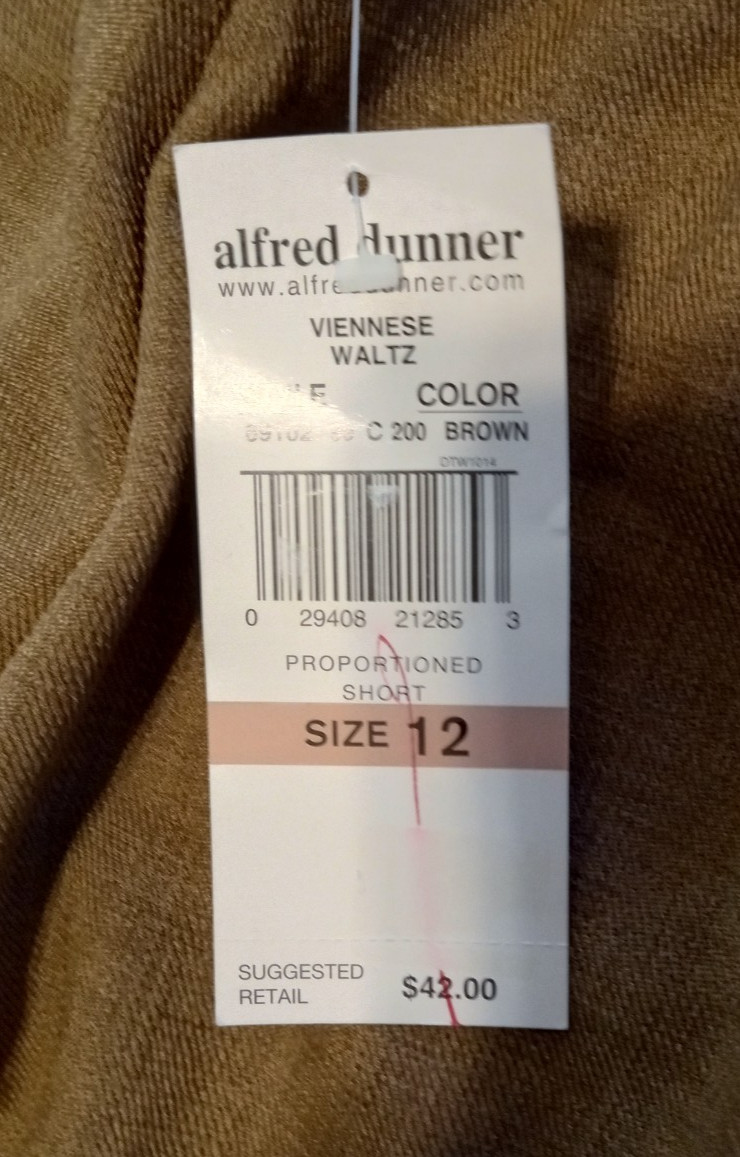 alfred dunner
VIENNESE
WALTZ
COLOR
C 200 BROWN
DTW1014
0 29408 21285 3
PROPORTIONED
SHORT
SIZE 12
SUGGESTED
RETAIL $42.00